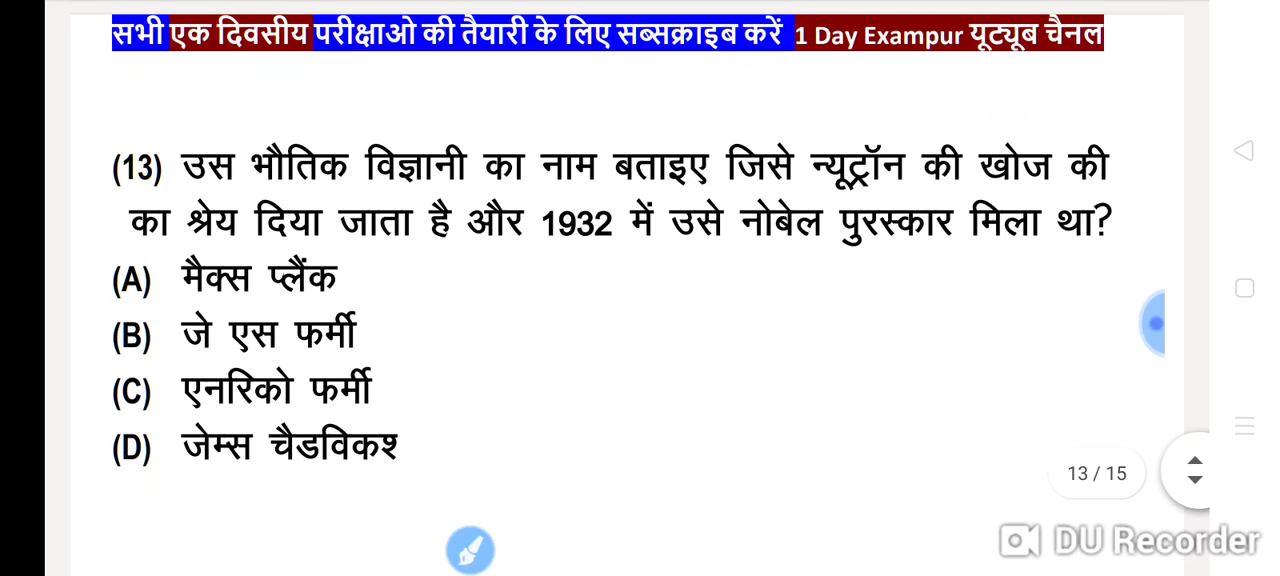 सभी एक दिवसीय परीक्षाओ की तैयारी के लिए सब्सक्राइब करें 1 Day Exampur यूट्यूब चैनल
(13) उस भौतिक विज्ञानी का नाम बताइए जिसे न्यूट्रॉन की खोज की
का श्रेय दिया जाता है और 1932 में उसे नोबेल पुरस्कार मिला था?
(A) मैक्स प्लैंक
(B) जे एस फर्मी
(C) एनरिको फर्मी
(D) जेम्स चैडविकश
13 / 15
DU Recorder